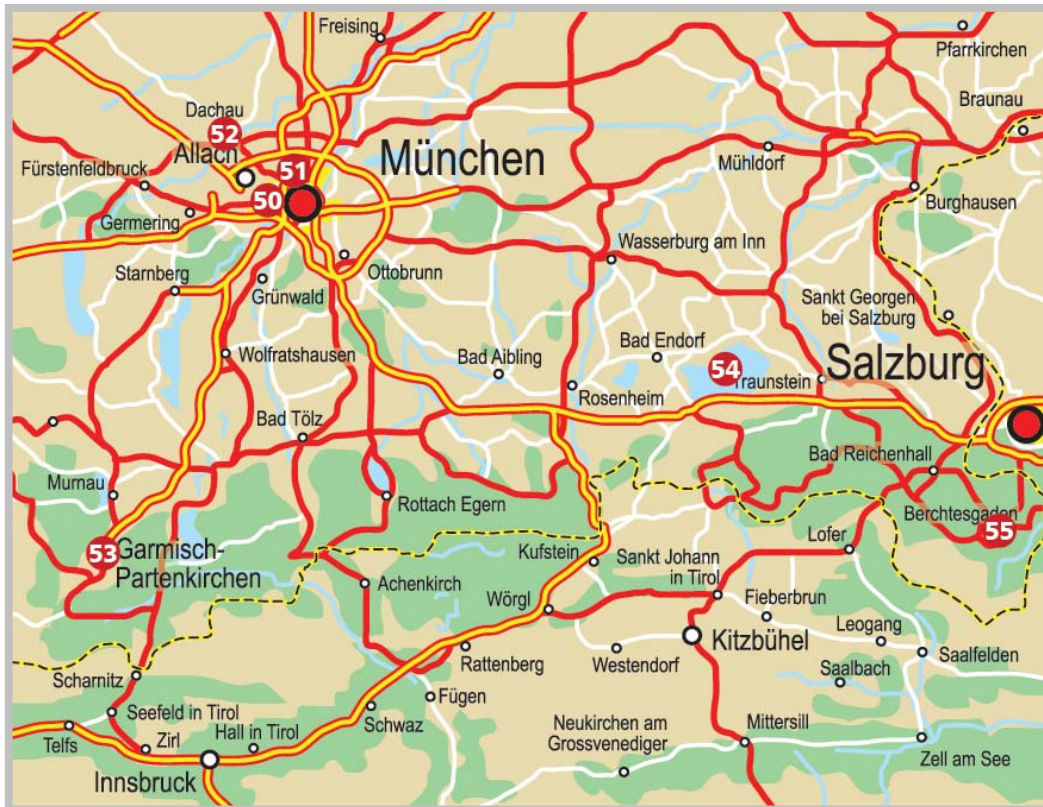 Freising
Pfarrkirchen
Dachau
52
Braunau
Allach
München
Mühldorf
Fürstenfeldbruck
51
50
Burghausen
Germering
Wasserburg am Inn
Starnberg
Ottobrunn
Grünwald
Sankt Georgen
bei Salzburg
Wolfratshausen
Bad Aibling
Bad Endorf
54
Salzburg
Traunstein
Rosenheim
Bad Tölz
Bad Reichenhall
Murnau
Rottach Egern
Berchtesgaden
55
53
Garmisch-
Partenkirchen
Kufstein
Sankt Johann
in Tirol
Lofer
Achenkirch
Wörgl
Fieberbrun
Leogang
Kitzbühel
Rattenberg
Westendorf
Saalfelden
Saalbach
Scharnitz
Fügen
Seefeld in Tirol
Schwaz
Hall in Tirol
Neukirchen am
Grossvenediger
Mittersill
Telfs
Zirl
Zell am See
Innsbruck